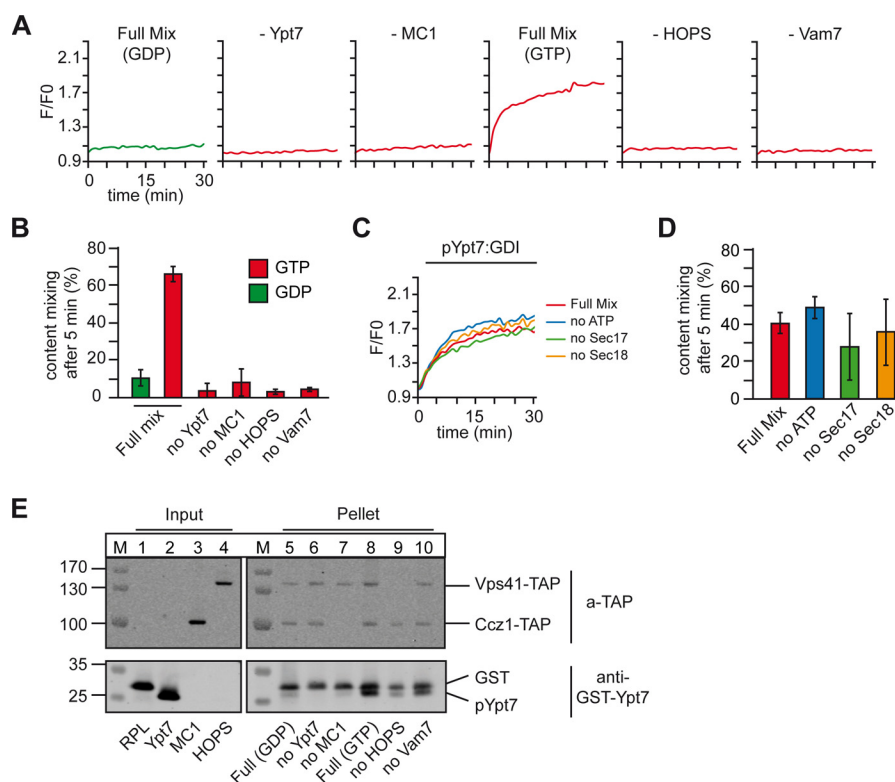 A
Full Mix
(GDP)
- Ypt7
- MC1
Full Mix
(GTP)
- HOPS
- Vam7
F/F0
2.1
1.7
1.3
0.9
0 15 30
time (min)
B
content mixing
after 5 min (%)
80
60
40
20
0
GTP
GDP
Full mix
no Ypt7
no MC1
no HOPS
no Vam7
C
pYpt7:GDI
F/F0
2.1
1.7
1.3
0.9
0 15 30
time (min)
Full Mix
no ATP
no Sec17
no Sec18
D
content mixing
after 5 min (%)
80
60
40
20
0
Full Mix
no ATP
no Sec17
no Sec18
E
Input
Pellet
M 1 2 3 4
M 5 6 7 8 9 10
170
130
100
35
25
Vps41-TAP
Ccz1-TAP
a-TAP
GST
pYpt7
anti-
GST-Ypt7
RPL
Ypt7
MC1
HOPS
Full (GDP)
no Ypt7
no MC1
Full (GTP)
no HOPS
no Vam7